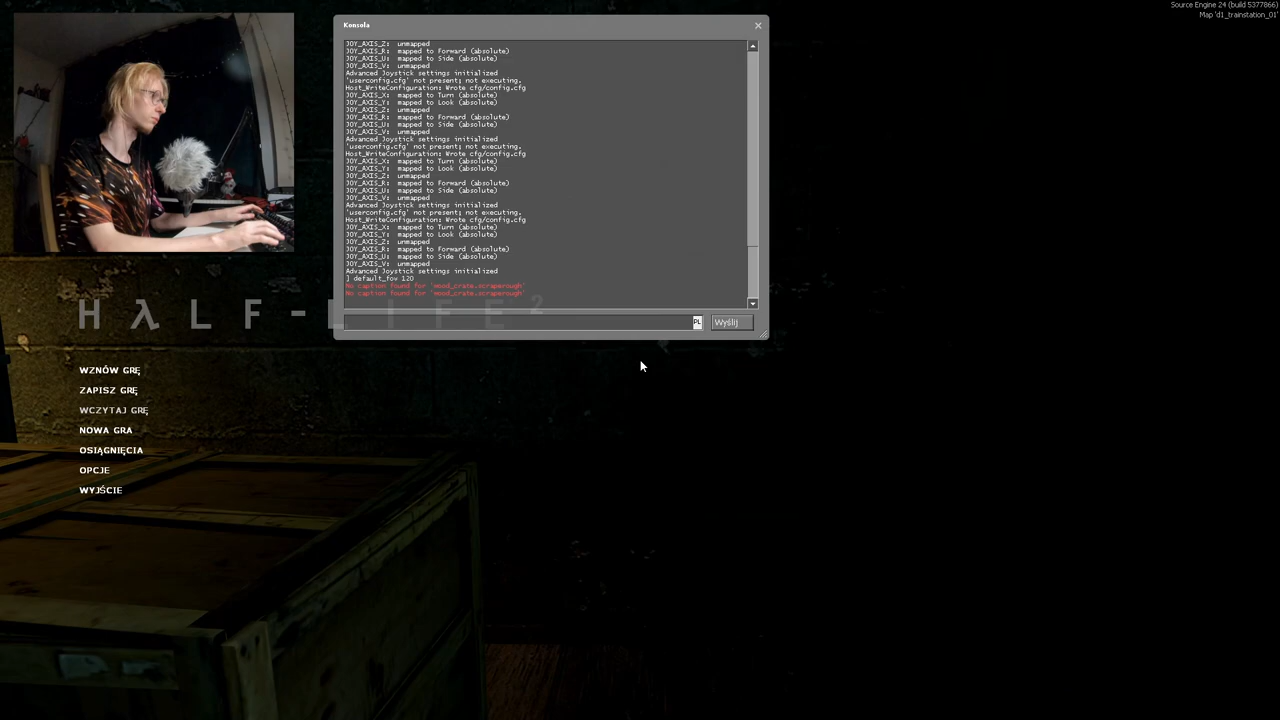 Source Engine 24 (build 5377866)
Map 'd1_trainstation_01'
Konsola
JOY_AXIS_Z: unmapped
JOY_AXIS_R: mapped to Forward (absolute)
JOY_AXIS_U: mapped to Side (absolute)
JOY_AXIS_V: unmapped
Advanced Joystick settings initialized
'userconfig.cfg' not present; not executing.
Host_WriteConfiguration: Wrote cfg/config.cfg
JOY_AXIS_X: mapped to Turn (absolute)
JOY_AXIS_Y: mapped to Look (absolute)
JOY_AXIS_Z: unmapped
JOY_AXIS_R: mapped to Forward (absolute)
JOY_AXIS_U: mapped to Side (absolute)
JOY_AXIS_V: unmapped
Advanced Joystick settings initialized
'userconfig.cfg' not present; not executing.
Host_WriteConfiguration: Wrote cfg/config.cfg
JOY_AXIS_X: mapped to Turn (absolute)
JOY_AXIS_Y: mapped to Look (absolute)
JOY_AXIS_Z: unmapped
JOY_AXIS_R: mapped to Forward (absolute)
JOY_AXIS_U: mapped to Side (absolute)
JOY_AXIS_V: unmapped
Advanced Joystick settings initialized
'userconfig.cfg' not present; not executing.
Host_WriteConfiguration: Wrote cfg/config.cfg
JOY_AXIS_X: mapped to Turn (absolute)
JOY_AXIS_Y: mapped to Look (absolute)
JOY_AXIS_Z: unmapped
JOY_AXIS_R: mapped to Forward (absolute)
JOY_AXIS_U: mapped to Side (absolute)
JOY_AXIS_V: unmapped
Advanced Joystick settings initialized
] default_fov 120
No caption found for 'wood_crate.scraperough'
No caption found for 'wood_crate.scraperough'
PL
Wyślij
HλLF-LIFE²
WZNÓW GRĘ
ZAPISZ GRĘ
WCZYTAJ GRĘ
NOWA GRA
OSIĄGNIĘCIA
OPCJE
WYJŚCIE